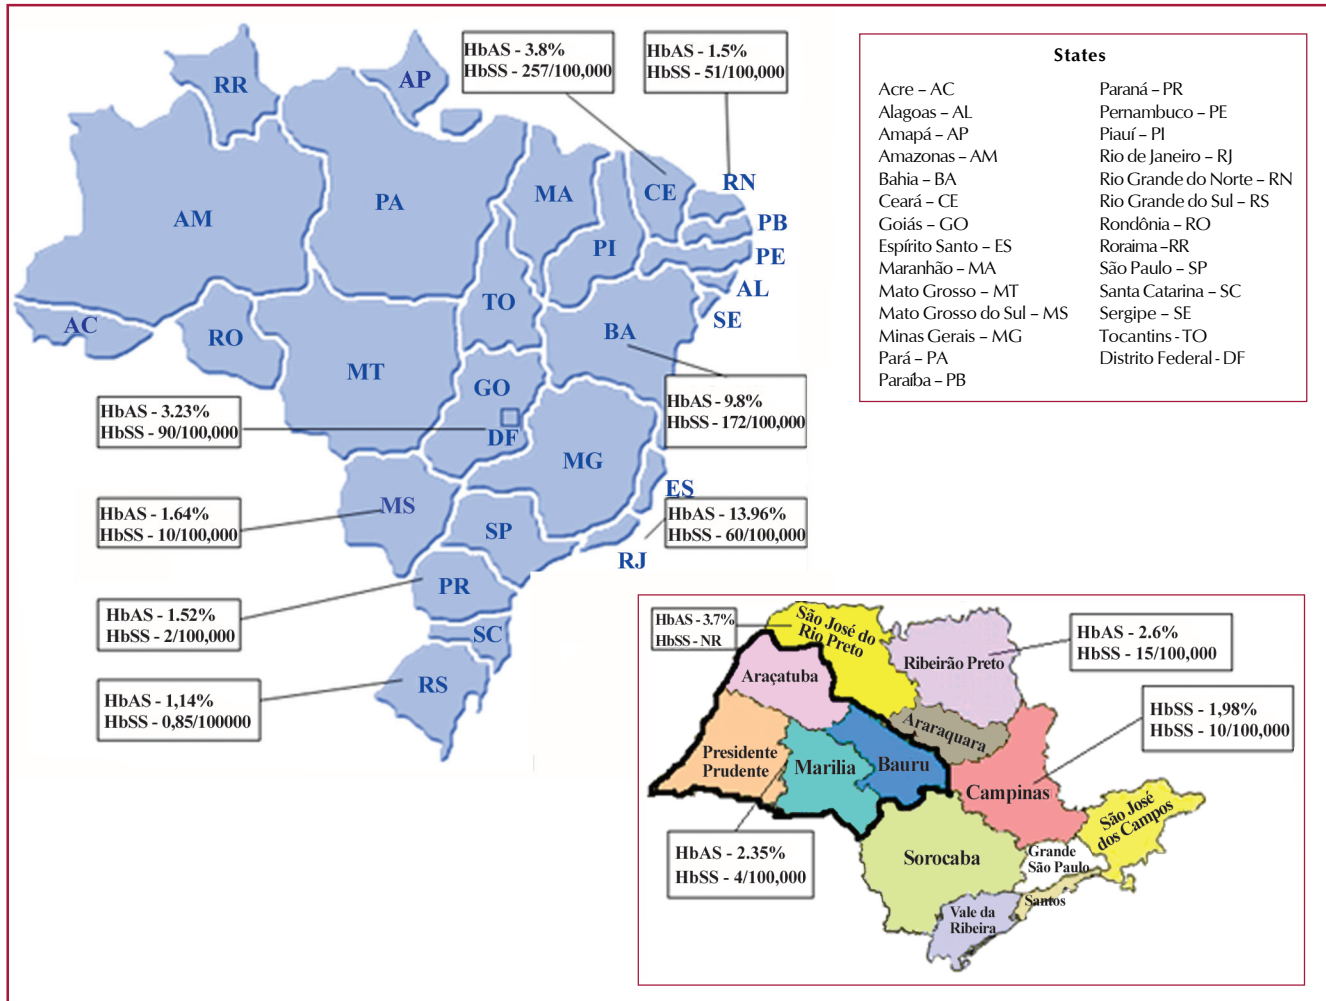 HbAS - 3.8%
HbSS - 257/100,000
HbAS - 1.5%
HbSS - 51/100,000
RR
AP
AM
PA
MA
CE
RN
PB
PI
PE
AL
SE
TO
AC
RO
BA
MT
GO
DF
MG
ES
MS
SP
RJ
PR
SC
RS
HbAS - 3.23%
HbSS - 90/100,000
HbAS - 9.8%
HbSS - 172/100,000
HbAS - 1.64%
HbSS - 10/100,000
HbAS - 13.96%
HbSS - 60/100,000
HbAS - 1.52%
HbSS - 2/100,000
HbAS - 1,14%
HbSS - 0,85/100000
States
Acre – AC
Alagoas – AL
Amapá – AP
Amazonas – AM
Bahia – BA
Ceará – CE
Goiás – GO
Espírito Santo – ES
Maranhão – MA
Mato Grosso – MT
Mato Grosso do Sul – MS
Minas Gerais – MG
Pará – PA
Paraíba – PB
Paraná – PR
Pernambuco – PE
Piauí – PI
Rio de Janeiro – RJ
Rio Grande do Norte – RN
Rio Grande do Sul – RS
Rondônia – RO
Roraima –RR
São Paulo – SP
Santa Catarina – SC
Sergipe – SE
Tocantins - TO
Distrito Federal - DF
HbAS - 3.7%
HbSS - NR
São José do
Rio Preto
HbAS - 2.6%
HbSS - 15/100,000
Ribeirão Preto
Araçatuba
HbSS - 1,98%
HbSS - 10/100,000
Araraquara
Presidente
Prudente
Marilia
Bauru
Campinas
São José
dos Campos
HbAS - 2.35%
HbSS - 4/100,000
Sorocaba
Grande
São Paulo
Santos
Vale da
Ribeira